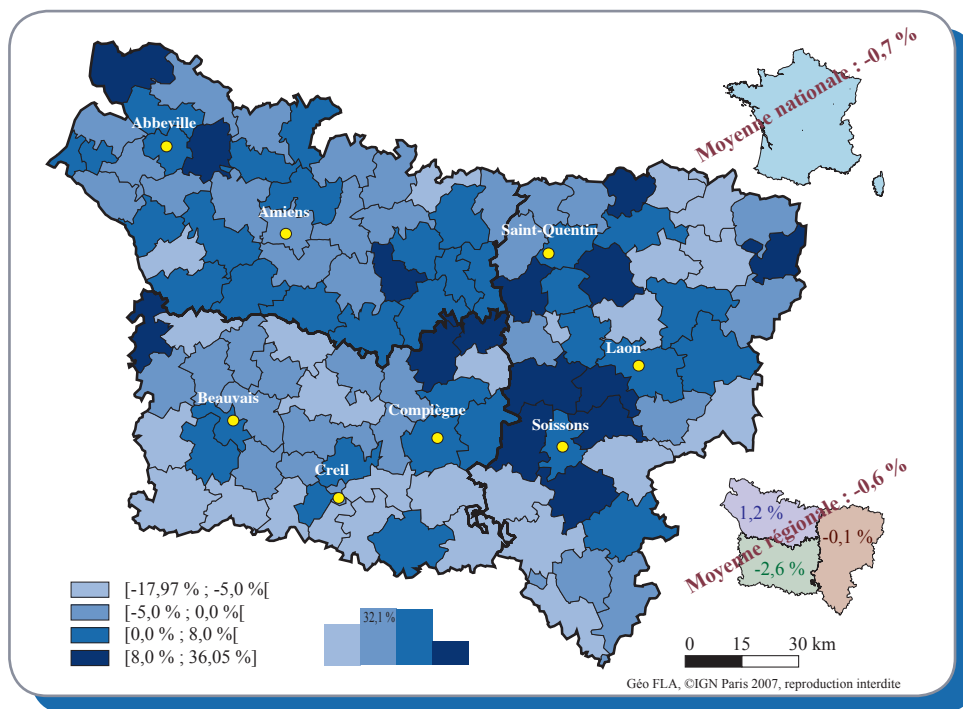 Moyenne nationale : -0,7 %
Abbeville
Amiens
Saint-Quentin
Laon
Beauvais
Compiègne
Soissons
Creil
Moyenne régionale : -0,6 %
1,2 %
-0,1 %
-2,6 %
[-17,97 % ; -5,0 %[
[-5,0 % ; 0,0 %[
[0,0 % ; 8,0 %[
[8,0 % ; 36,05 %]
32,1 %
0 15 30 km
Géo FLA, ©IGN Paris 2007, reproduction interdite